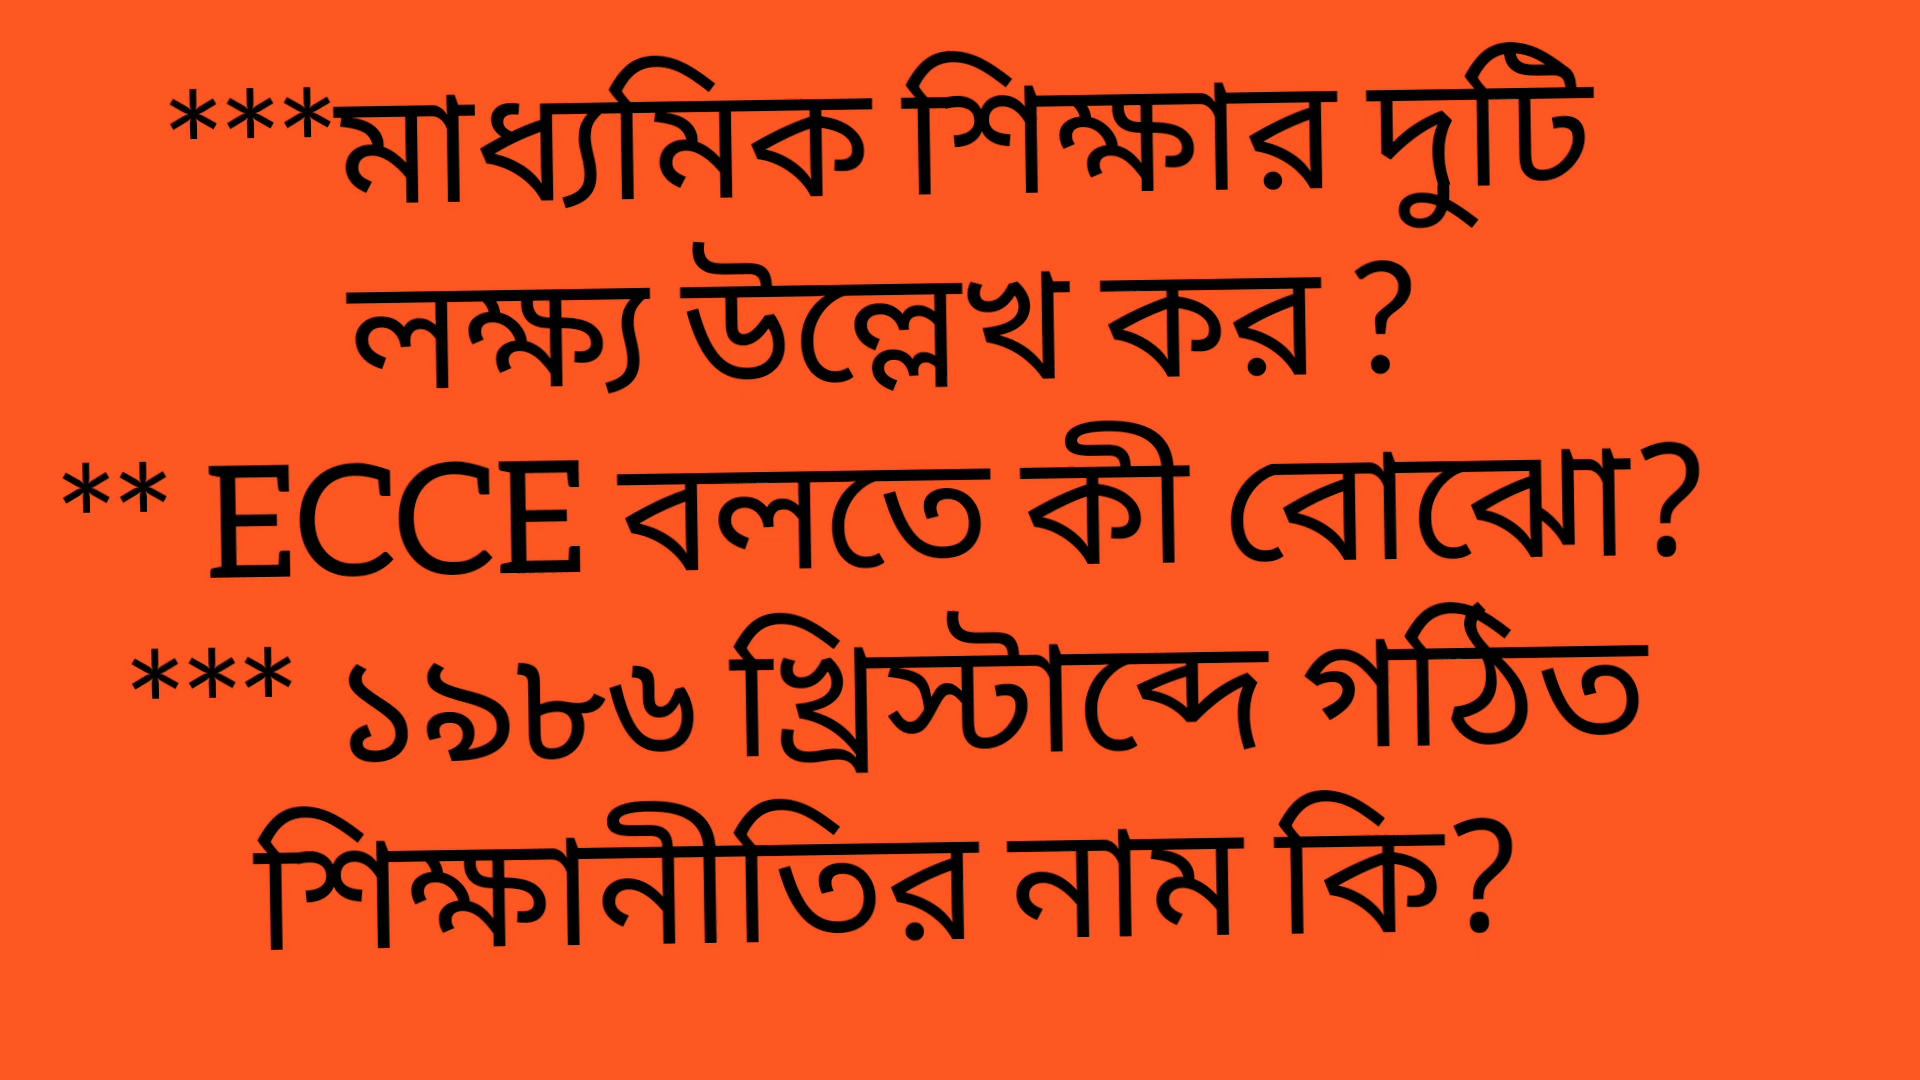 ***মাধ্যমিক শিক্ষার দুটি
লক্ষ্য উল্লেখ কর ?
** ECCE বলতে কী বোঝো?
*** ১৯৮৬ খ্রিস্টাব্দে গঠিত
শিক্ষানীতির নাম কি?